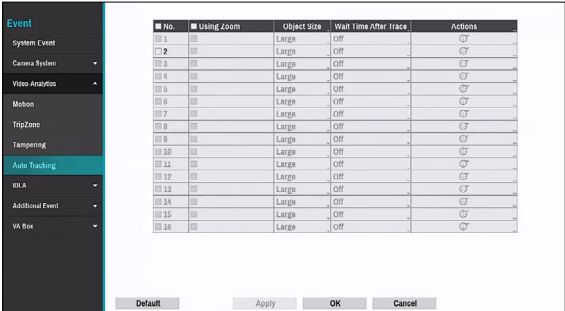 Event
System Event
Camera System
Video Analytics
Motion
TripZone
Tampering
Auto Tracking
IDLA
Additional Event
VA Box
No. Using Zoom Object Size Wait Time After Trace Actions
1 Large Off
2 Large Off
3 Large Off
4 Large Off
5 Large Off
6 Large Off
7 Large Off
8 Large Off
9 Large Off
10 Large Off
11 Large Off
12 Large Off
13 Large Off
14 Large Off
15 Large Off
16 Large Off
Default Apply OK Cancel